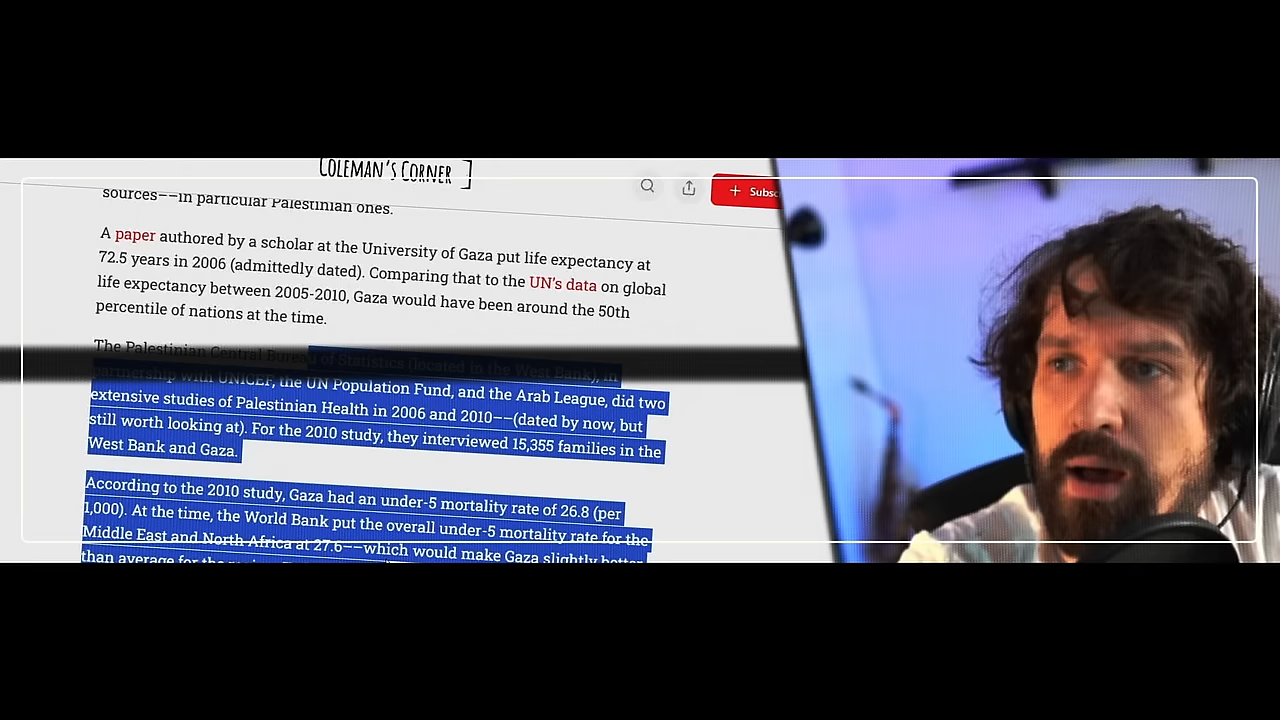 COLEMAN'S CORNER ]
+ Subsc
sources––in particular Palestinian ones.
A paper authored by a scholar at the University of Gaza put life expectancy at
72.5 years in 2006 (admittedly dated). Comparing that to the UN's data on global
life expectancy between 2005-2010, Gaza would have been around the 50th
percentile of nations at the time.
The Palestinian Central Bureau of Statistics (located in the West Bank), in
partnership with UNICEF, the UN Population Fund, and the Arab League, did two
extensive studies of Palestinian Health in 2006 and 2010––(dated by now, but
still worth looking at). For the 2010 study, they interviewed 15,355 families in the
West Bank and Gaza.
According to the 2010 study, Gaza had an under-5 mortality rate of 26.8 (per
1,000). At the time, the World Bank put the overall under-5 mortality rate for the
Middle East and North Africa at 27.6––which would make Gaza slightly better
than average for the